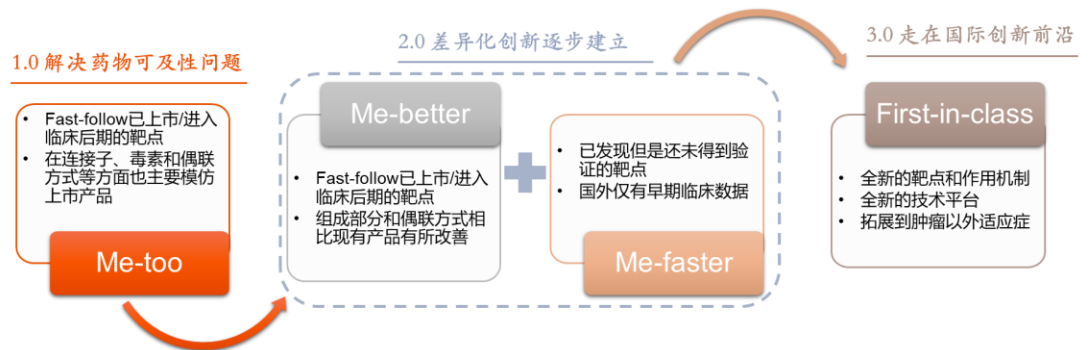 1.0 解决药物可及性问题
• Fast-follow已上市/进入
临床后期的靶点
• 在连接子、毒素和偶联
方式等方面也主要模仿
上市产品
Me-too
2.0 差异化创新逐步建立
Me-better
• Fast-follow已上市/进入
临床后期的靶点
• 组成部分和偶联方式相
比现有产品有所改善
• 已发现但是还未得到验
证的靶点
• 国外仅有早期临床数据
Me-faster
3.0 走在国际创新前沿
First-in-class
• 全新的靶点和作用机制
• 全新的技术平台
• 拓展到肿瘤以外适应症